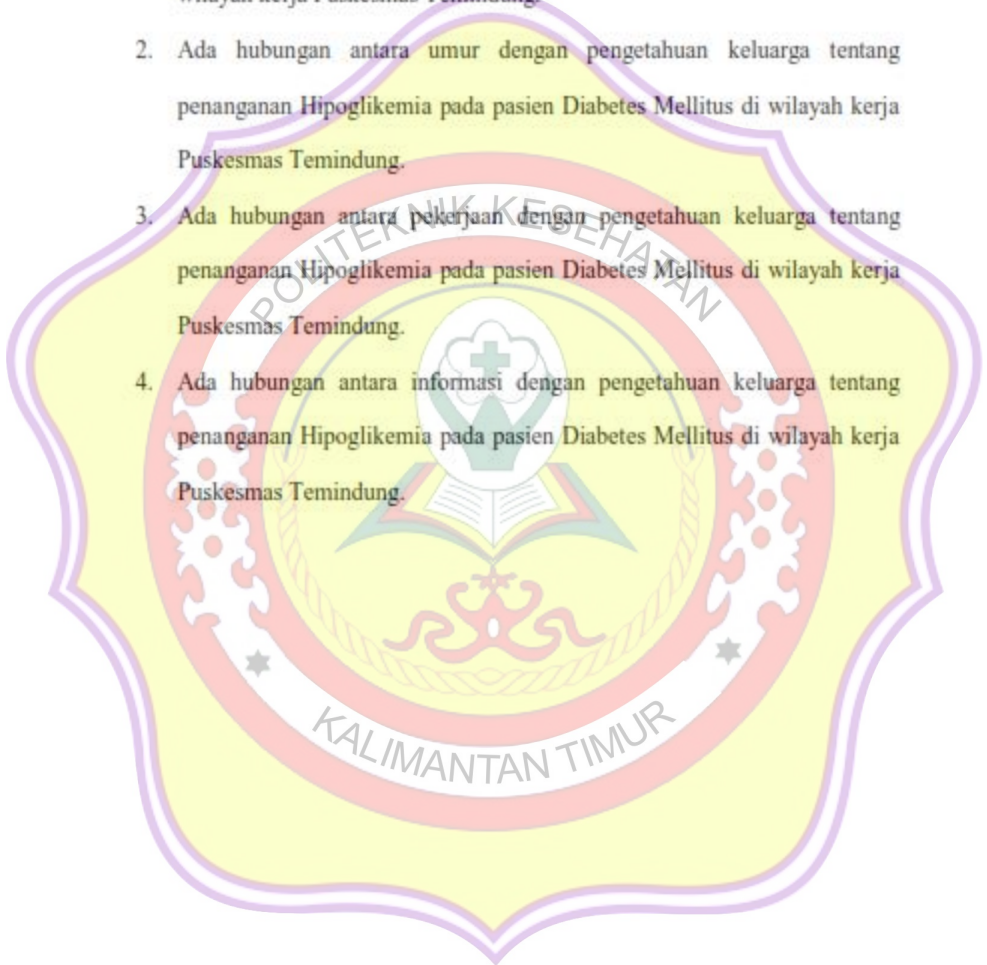 2. Ada hubungan antara umur dengan pengetahuan keluarga tentang
penanganan Hipoglikemia pada pasien Diabetes Mellitus di wilayah kerja
Puskesmas Temindung.
3. Ada hubungan antara pekerjaan dengan pengetahuan keluarga tentang
penanganan Hipoglikemia pada pasien Diabetes Mellitus di wilayah kerja
Puskesmas Temindung.
4. Ada hubungan antara informasi dengan pengetahuan keluarga tentang
penanganan Hipoglikemia pada pasien Diabetes Mellitus di wilayah kerja
Puskesmas Temindung.
POLITEKNIK KESEHATAN
KALIMANTAN TIMUR